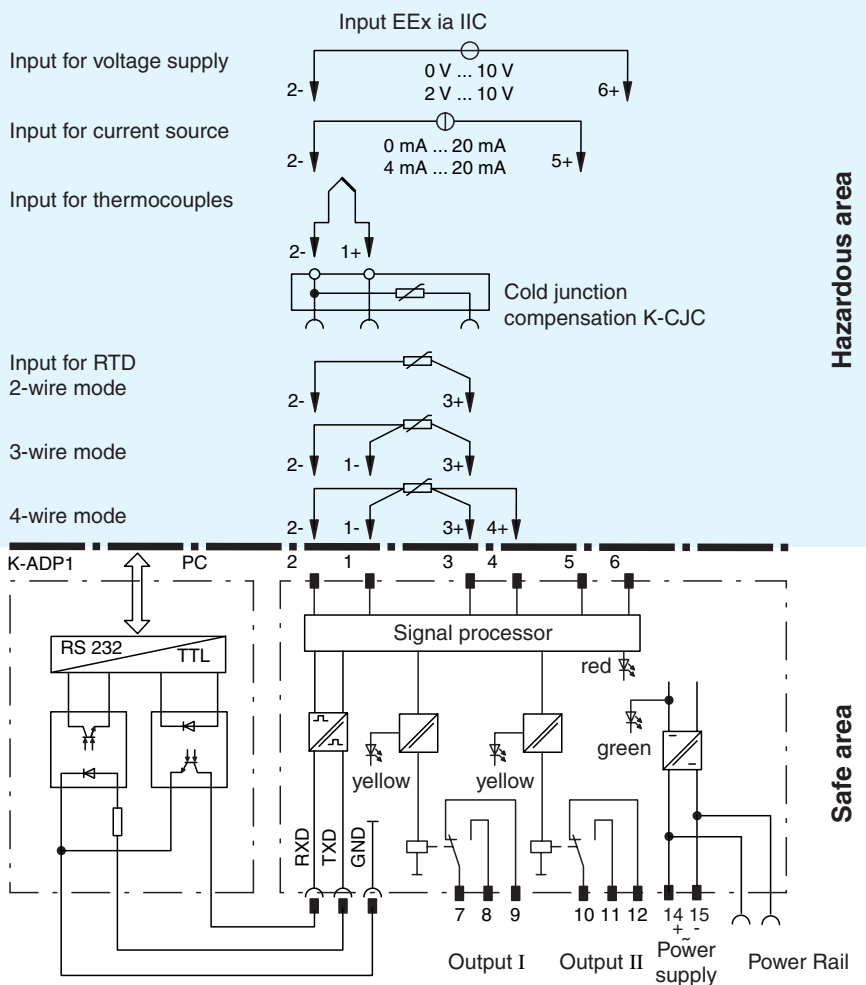 Input EEx ia IIC
Input for voltage supply
0 V ... 10 V
2 V ... 10 V
2-
6+
Input for current source
0 mA ... 20 mA
4 mA ... 20 mA
2-
5+
Input for thermocouples
2-
1+
Cold junction
compensation K-CJC
Input for RTD
2-wire mode
2-
3+
3-wire mode
2-
1-
3+
4-wire mode
2-
1-
3+
4+
Hazardous area
K-ADP1
PC
2
1
3
4
5
6
RS 232
TTL
Signal processor
red
yellow
yellow
green
Safe area
RXD
TXD
GND
7
8
9
10
11
12
14
15
+
-
~
Output I
Output II
Power
supply
Power Rail